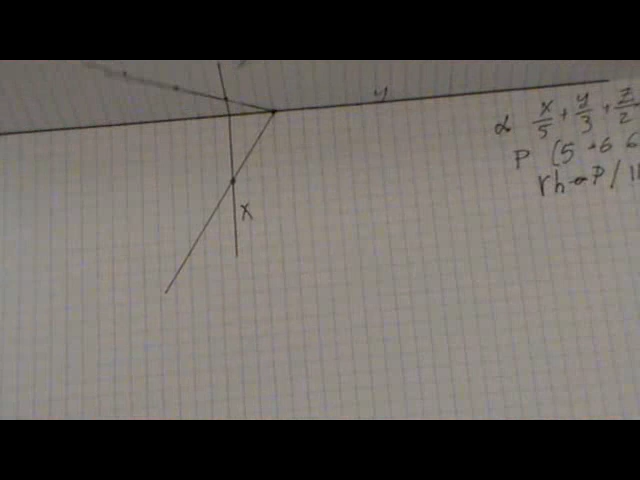 y
α x/5 + y/3 + z/2
P (5 -6 6
x